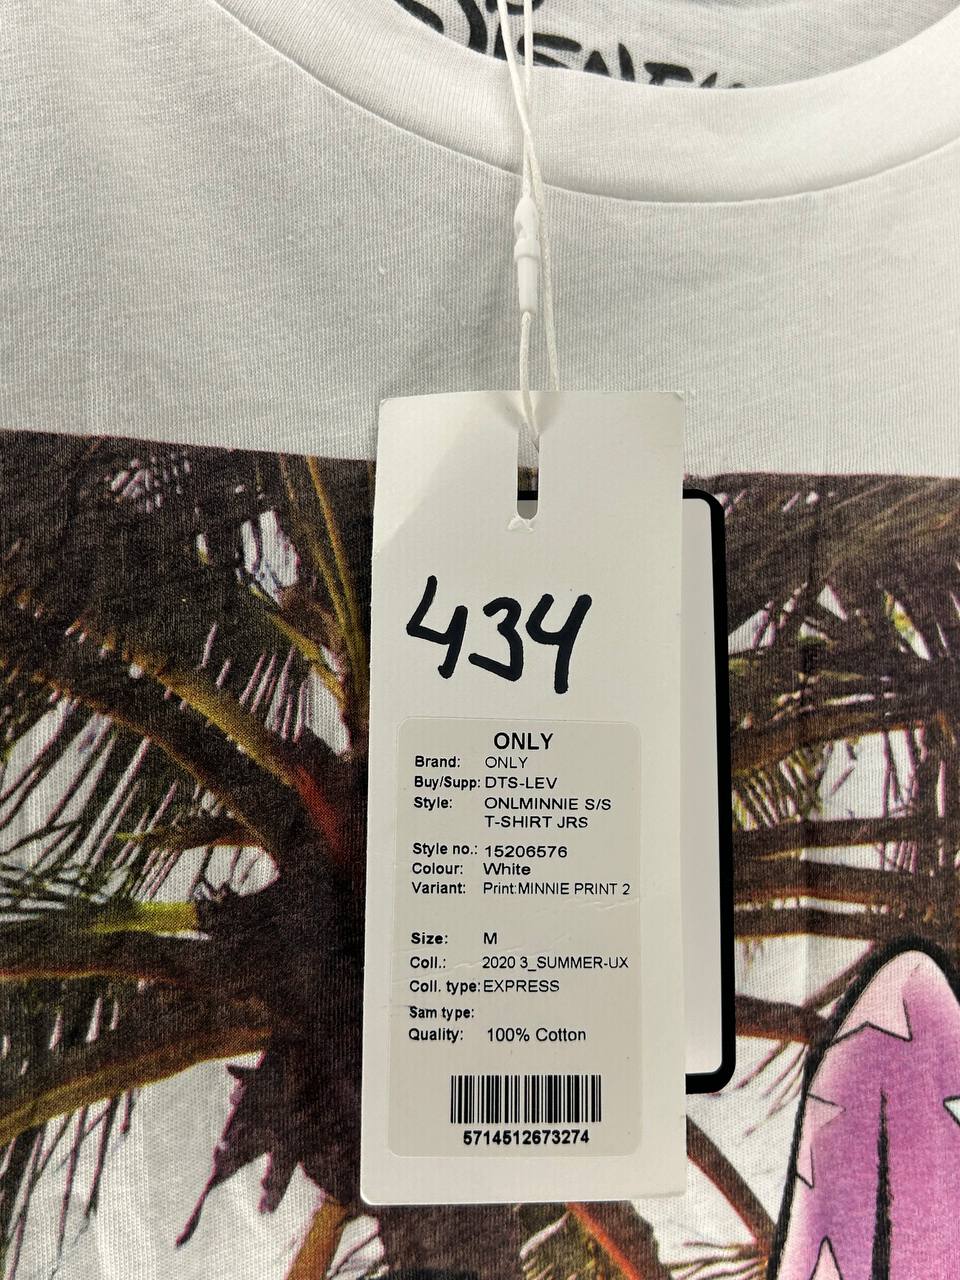 DISNEY
434
ONLY
Brand: ONLY
Buy/Supp: DTS-LEV
Style: ONLMINNIE S/S
T-SHIRT JRS
Style no.: 15206576
Colour: White
Variant: Print:MINNIE PRINT 2
Size: M
Coll.: 2020 3_SUMMER-UX
Coll. type: EXPRESS
Sam type:
Quality: 100% Cotton
5714512673274